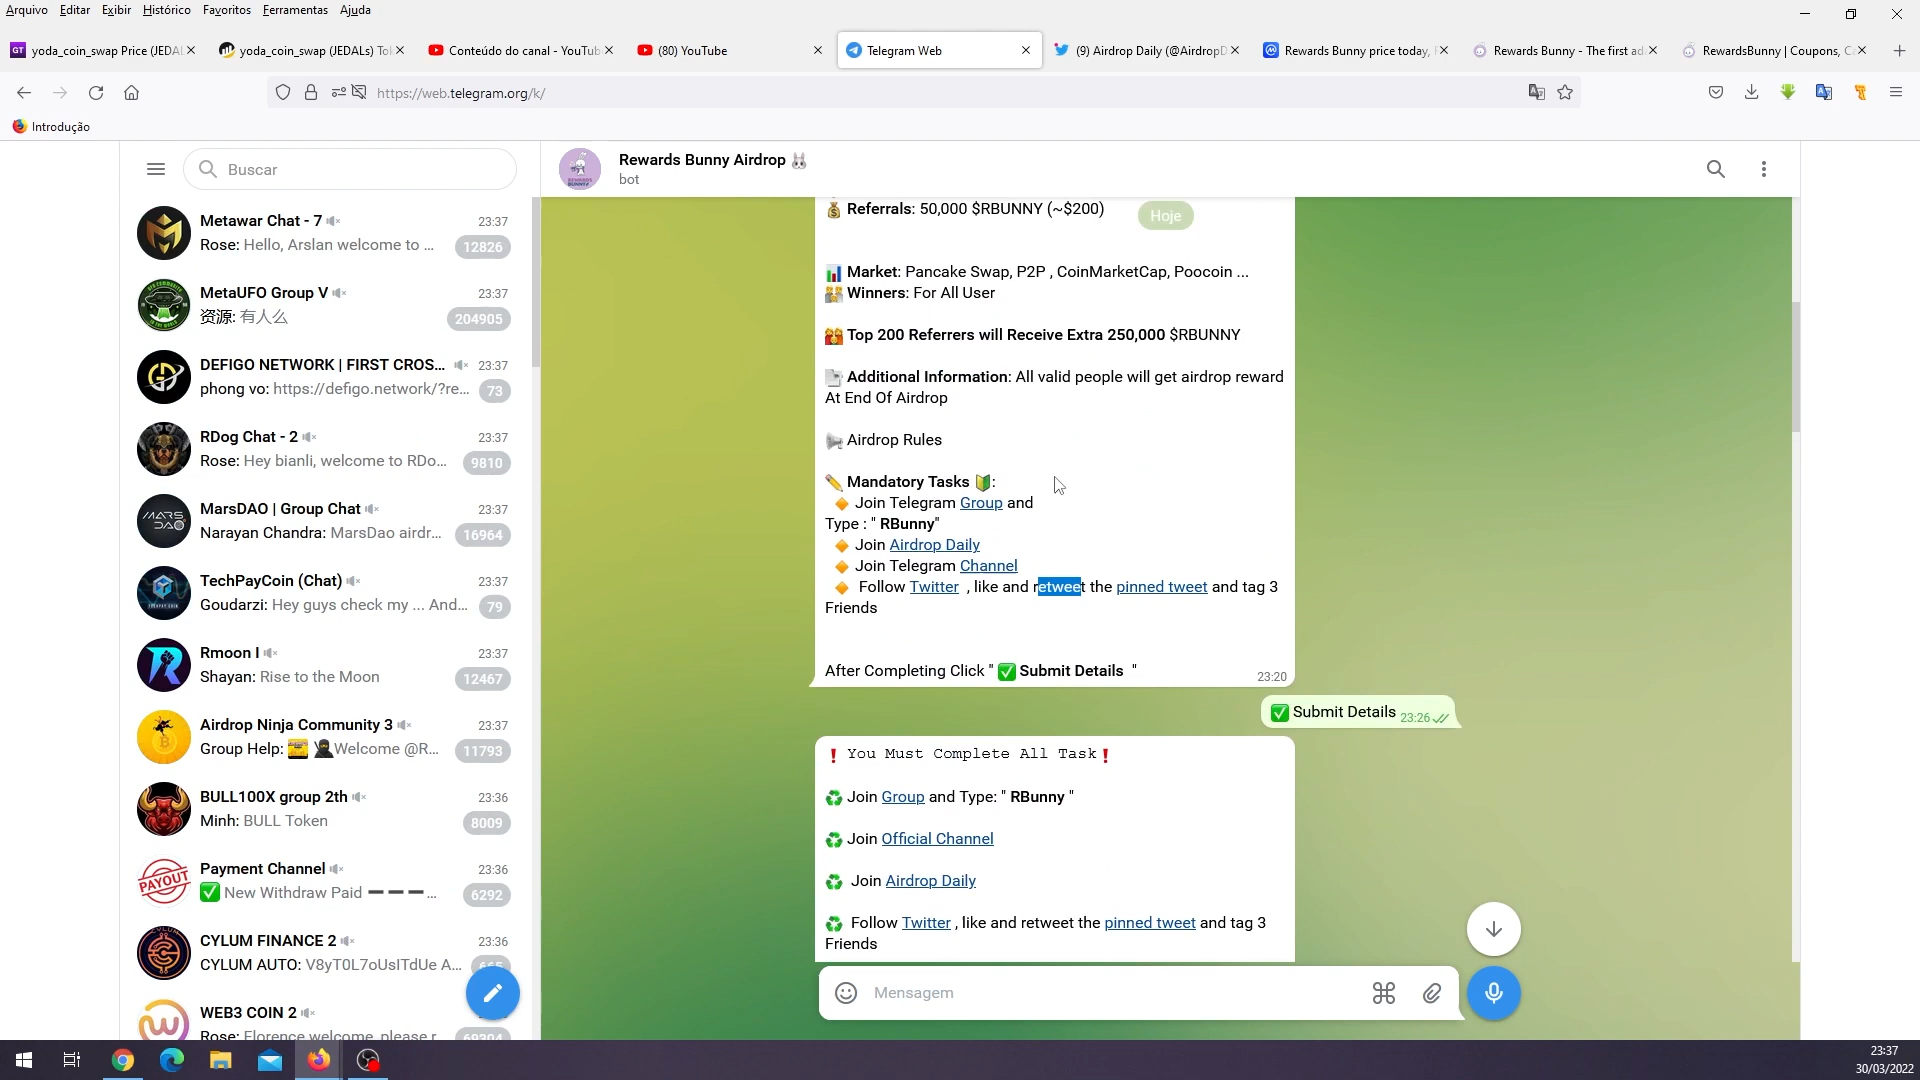 Arquivo Editar Exibir Histórico Favoritos Ferramentas Ajuda
yoda_coin_swap Price (JEDAL
yoda_coin_swap (JEDALs) To
Conteúdo do canal - YouTub
(80) YouTube
Telegram Web
(9) Airdrop Daily (@AirdropD
Rewards Bunny price today,
Rewards Bunny - The first ad
RewardsBunny | Coupons, C
https://web.telegram.org/k/
Introdução
Buscar
Metawar Chat - 7 23:37
Rose: Hello, Arslan welcome to ... 12826
MetaUFO Group V 23:37
资源: 有人么 204905
DEFIGO NETWORK | FIRST CROS... 23:37
phong vo: https://defigo.network/?re... 73
RDog Chat - 2 23:37
Rose: Hey bianli, welcome to RDo... 9810
MarsDAO | Group Chat 23:37
Narayan Chandra: MarsDao airdr... 16964
TechPayCoin (Chat) 23:37
Goudarzi: Hey guys check my ... And... 79
Rmoon I 23:37
Shayan: Rise to the Moon 12467
Airdrop Ninja Community 3 23:37
Group Help: Welcome @R... 11793
BULL100X group 2th 23:36
Minh: BULL Token 8009
PAYOUT
Payment Channel 23:36
✅ New Withdraw Paid ➖➖➖... 6292
CYLUM FINANCE 2 23:36
CYLUM AUTO: V8yT0L7oUsITdUe A...
WEB3 COIN 2 23:36
Rose: Florence welcome, please r
Rewards Bunny Airdrop 🐰
bot
💰 Referrals: 50,000 $RBUNNY (~$200)
Hoje
📊 Market: Pancake Swap, P2P , CoinMarketCap, Poocoin ...
Winners: For All User
Top 200 Referrers will Receive Extra 250,000 $RBUNNY
Additional Information: All valid people will get airdrop reward
At End Of Airdrop
📢 Airdrop Rules
✏️ Mandatory Tasks 🔰:
🔸 Join Telegram Group and
Type : " RBunny"
🔸 Join Airdrop Daily
🔸 Join Telegram Channel
🔸 Follow Twitter , like and retweet the pinned tweet and tag 3
Friends
After Completing Click " ✅ Submit Details "
23:20
✅ Submit Details 23:26
❗ You Must Complete All Task❗
♻️ Join Group and Type: " RBunny "
♻️ Join Official Channel
♻️ Join Airdrop Daily
♻️ Follow Twitter , like and retweet the pinned tweet and tag 3
Friends
Mensagem
23:37
30/03/2022